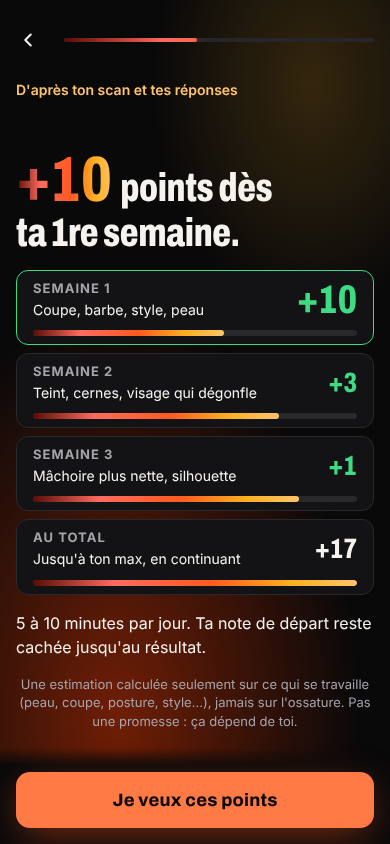 D'après ton scan et tes réponses
+10 points dès
ta 1re semaine.
SEMAINE 1
Coupe, barbe, style, peau
+10
SEMAINE 2
Teint, cernes, visage qui dégonfle
+3
SEMAINE 3
Mâchoire plus nette, silhouette
+1
AU TOTAL
Jusqu'à ton max, en continuant
+17
5 à 10 minutes par jour. Ta note de départ reste
cachée jusqu'au résultat.
Une estimation calculée seulement sur ce qui se travaille
(peau, coupe, posture, style…), jamais sur l'ossature. Pas
une promesse : ça dépend de toi.
Je veux ces points